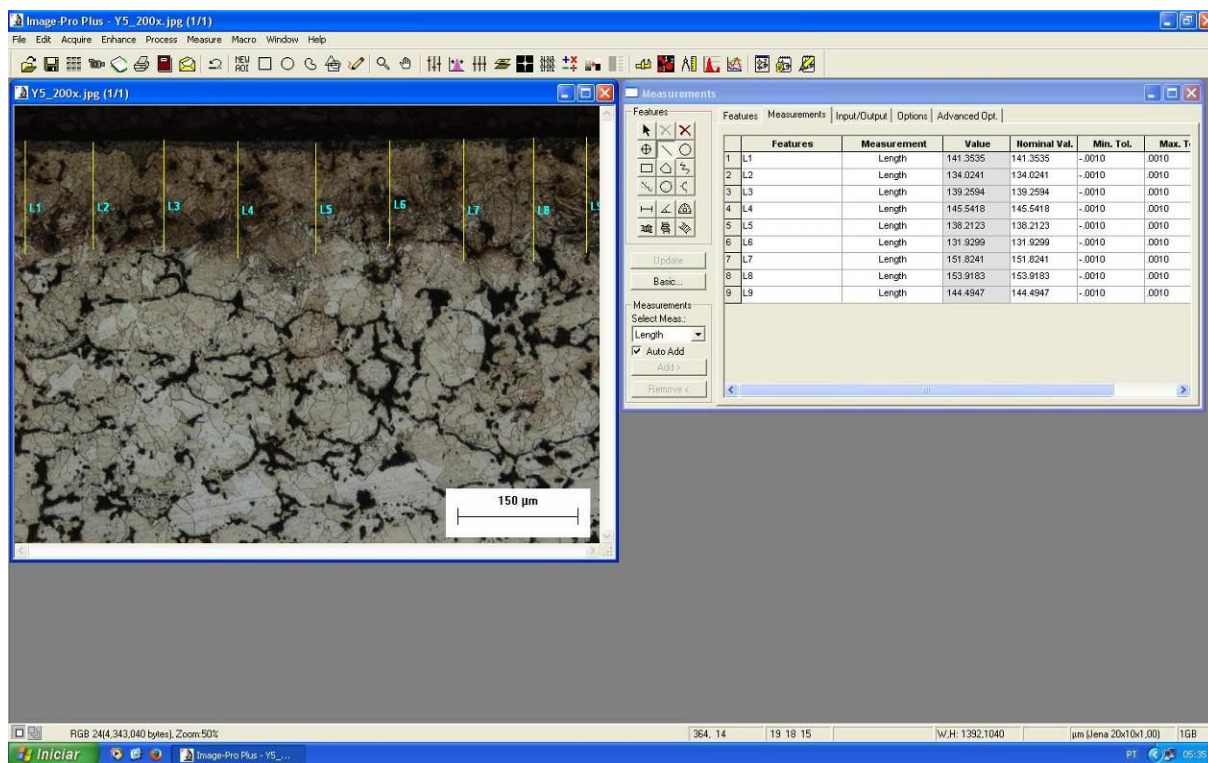 Image-Pro Plus - Y5_200x.jpg (1/1)
File Edit Acquire Enhance Process Measure Macro Window Help
NEW
AOI
Y5_200x.jpg (1/1)
L1 L2 L3 L4 L5 L6 L7 L8 L9
150 µm
Measurements
Features
Update
Basic...
Measurements
Select Meas.:
Length
Auto Add
Add >
Remove <
Features Measurements Input/Output Options Advanced Opt.
Features Measurement Value Nominal Val. Min. Tol. Max. T
1 L1 Length 141.3535 141.3535 -.0010 .0010
2 L2 Length 134.0241 134.0241 -.0010 .0010
3 L3 Length 139.2594 139.2594 -.0010 .0010
4 L4 Length 145.5418 145.5418 -.0010 .0010
5 L5 Length 138.2123 138.2123 -.0010 .0010
6 L6 Length 131.9299 131.9299 -.0010 .0010
7 L7 Length 151.8241 151.8241 -.0010 .0010
8 L8 Length 153.9183 153.9183 -.0010 .0010
9 L9 Length 144.4947 144.4947 -.0010 .0010
RGB 24(4,343,040 bytes), Zoom:50% 364, 14 19 18 15 W,H: 1392,1040 µm (Jena 20x10x1,00) 1GB
Iniciar Image-Pro Plus - Y5_... PT 05:35